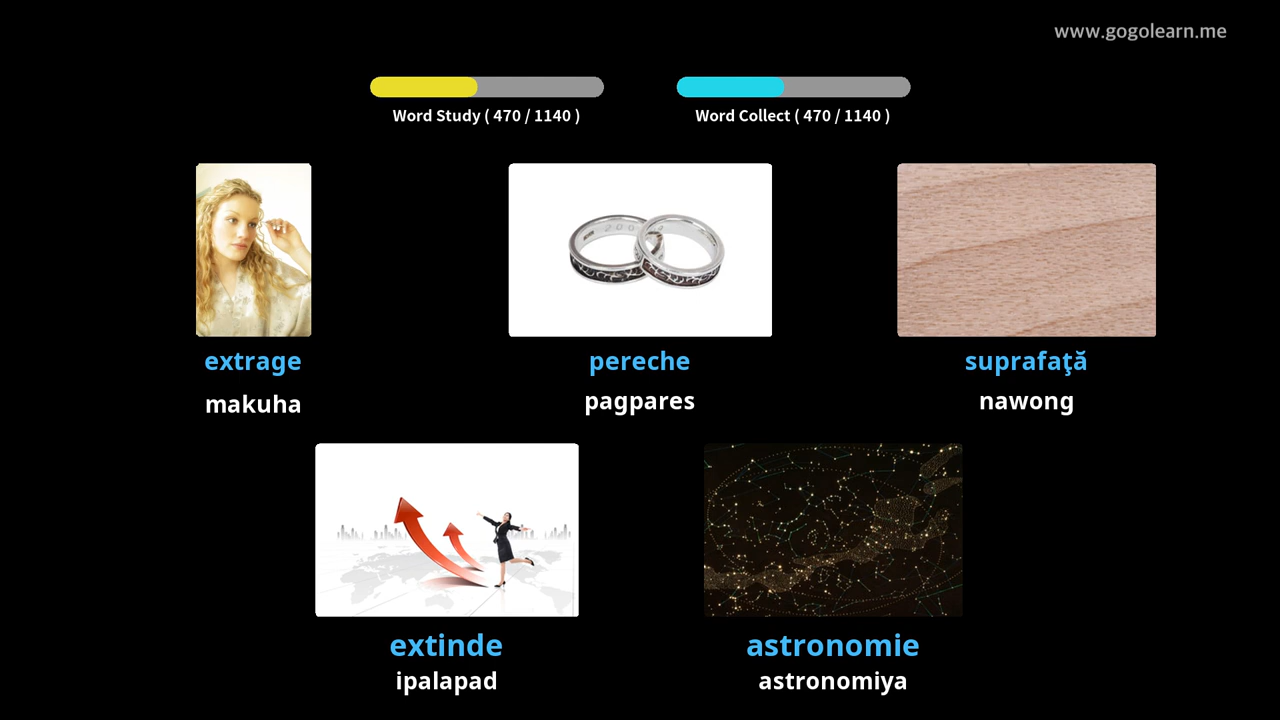 www.gogolearn.me
Word Study ( 470 / 1140 )
Word Collect ( 470 / 1140 )
extrage
makuha
pereche
pagpares
suprafaţă
nawong
extinde
ipalapad
astronomie
astronomiya